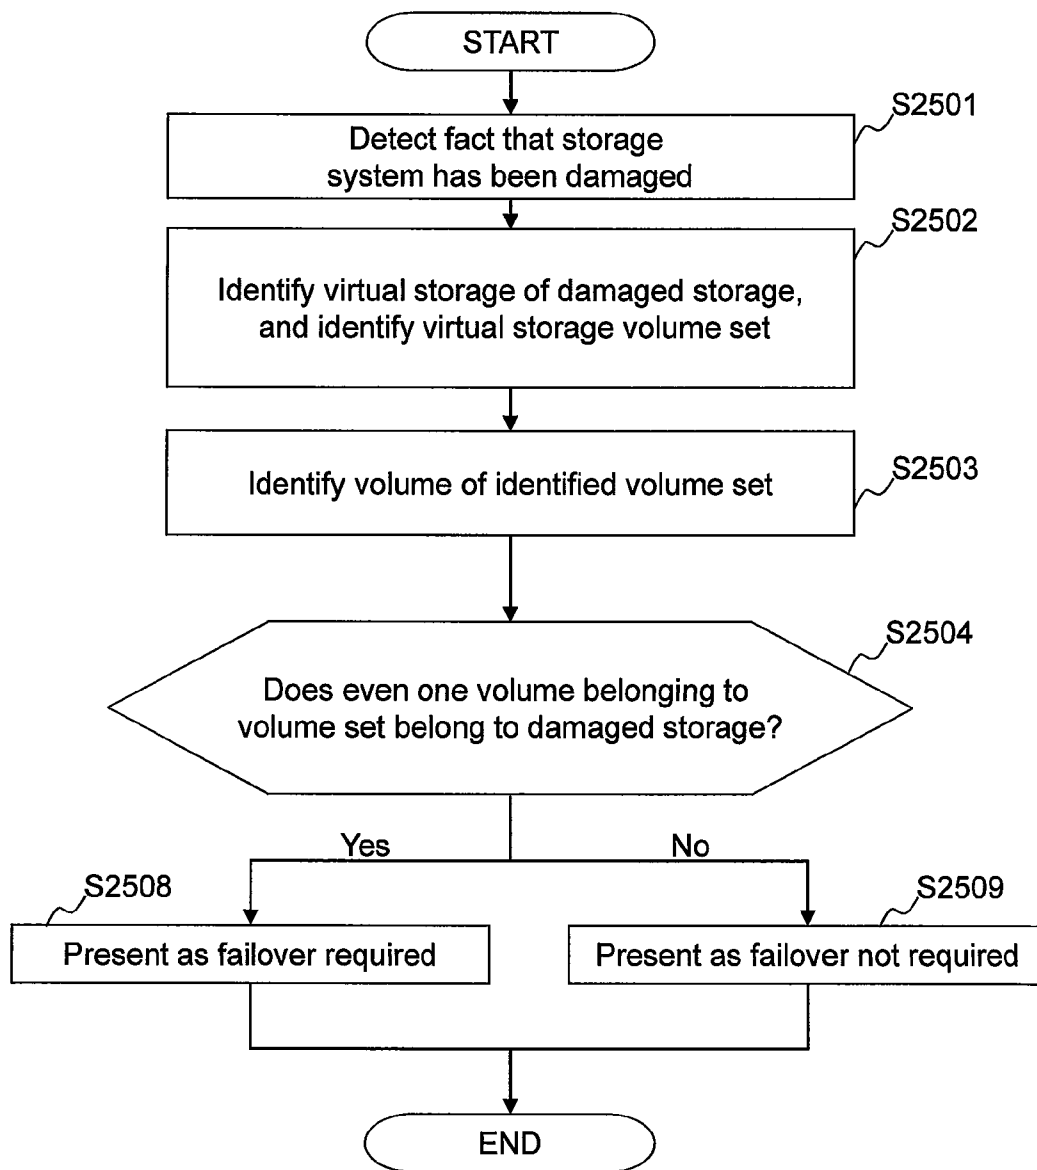 START
S2501
Detect fact that storage
system has been damaged
S2502
Identify virtual storage of damaged storage,
and identify virtual storage volume set
S2503
Identify volume of identified volume set
S2504
Does even one volume belonging to
volume set belong to damaged storage?
Yes
No
S2508
S2509
Present as failover required
Present as failover not required
END